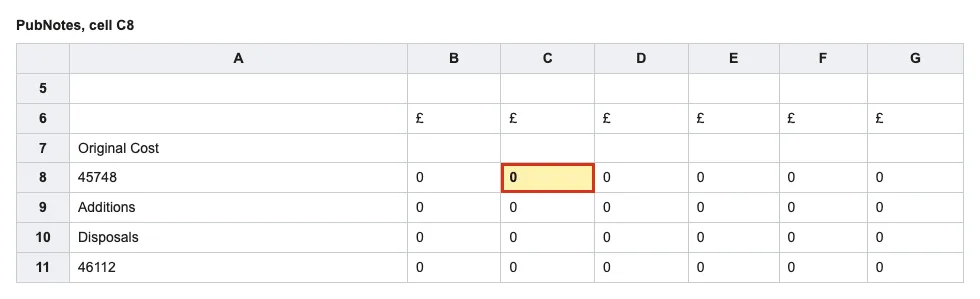 PubNotes, cell C8
A B C D E F G
5
6 £ £ £ £ £ £
7 Original Cost
8 45748 0 0 0 0 0 0
9 Additions 0 0 0 0 0 0
10 Disposals 0 0 0 0 0 0
11 46112 0 0 0 0 0 0